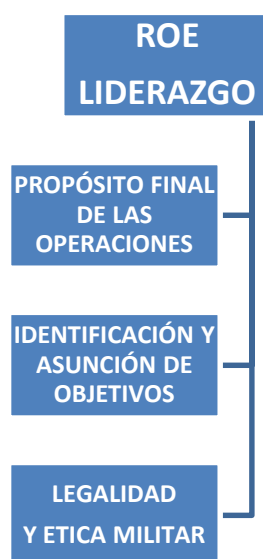 ROE
LIDERAZGO
PROPÓSITO FINAL
DE LAS
OPERACIONES
IDENTIFICACIÓN Y
ASUNCIÓN DE
OBJETIVOS
LEGALIDAD
Y ETICA MILITAR